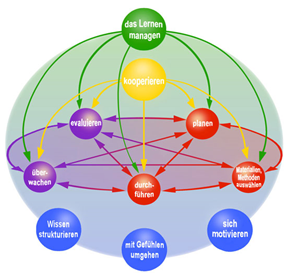 das Lernen
managen
kooperieren
evaluieren
planen
über-
wachen
durch-
führen
Materialien,
Methoden
auswählen
Wissen
strukturieren
mit Gefühlen
umgehen
sich
motivieren